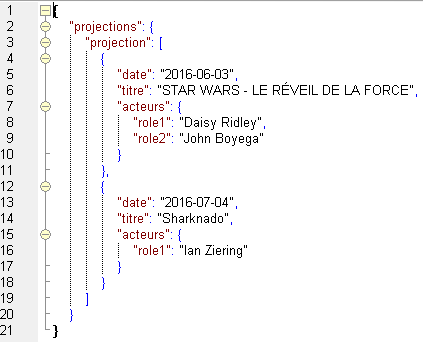 1 {
2 "projections": {
3 "projection": [
4 {
5 "date": "2016-06-03",
6 "titre": "STAR WARS - LE RÉVEIL DE LA FORCE",
7 "acteurs": {
8 "role1": "Daisy Ridley",
9 "role2": "John Boyega"
10 }
11 },
12 {
13 "date": "2016-07-04",
14 "titre": "Sharknado",
15 "acteurs": {
16 "role1": "Ian Ziering"
17 }
18 }
19 ]
20 }
21 }